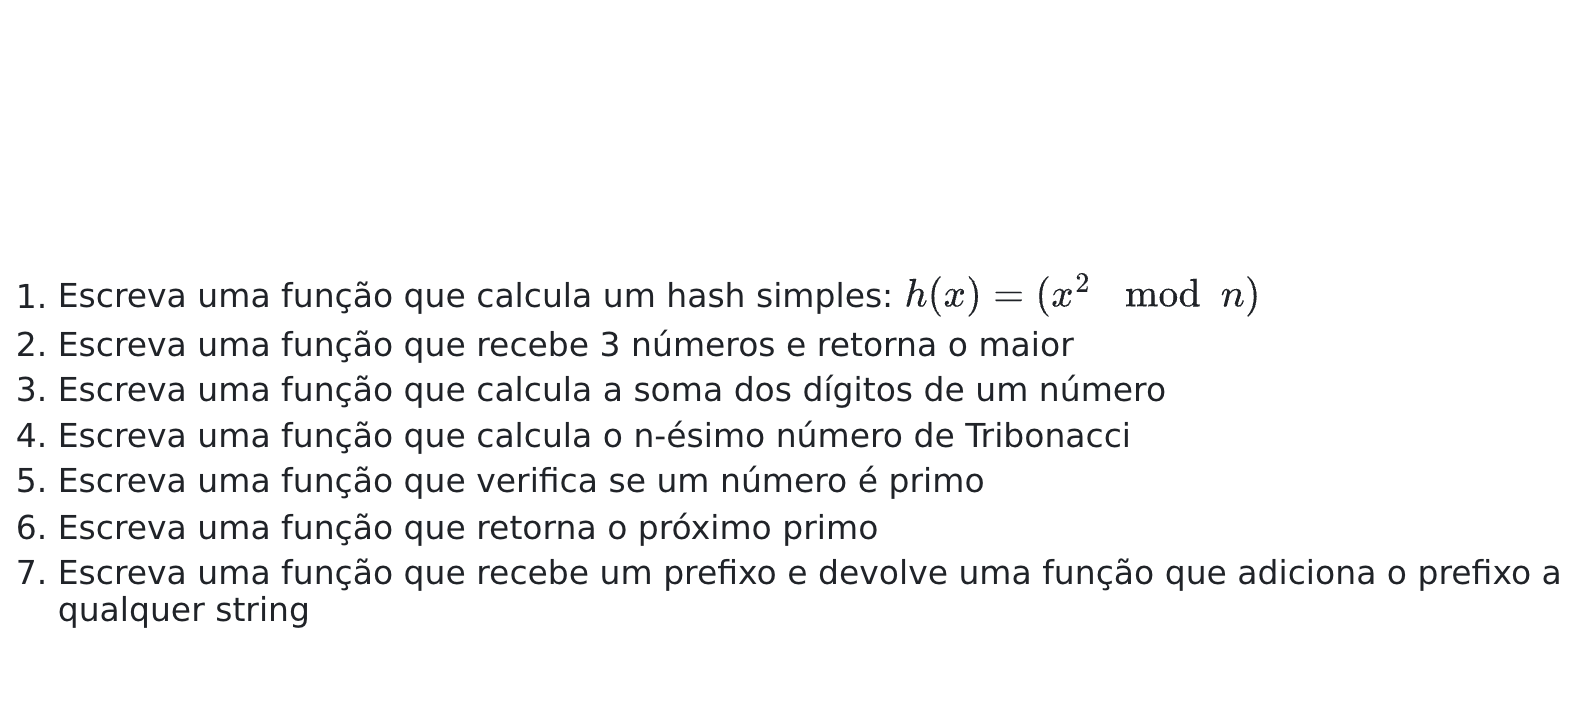 1. Escreva uma função que calcula um hash simples: h(x) = (x² mod n)
2. Escreva uma função que recebe 3 números e retorna o maior
3. Escreva uma função que calcula a soma dos dígitos de um número
4. Escreva uma função que calcula o n-ésimo número de Tribonacci
5. Escreva uma função que verifica se um número é primo
6. Escreva uma função que retorna o próximo primo
7. Escreva uma função que recebe um prefixo e devolve uma função que adiciona o prefixo a
qualquer string